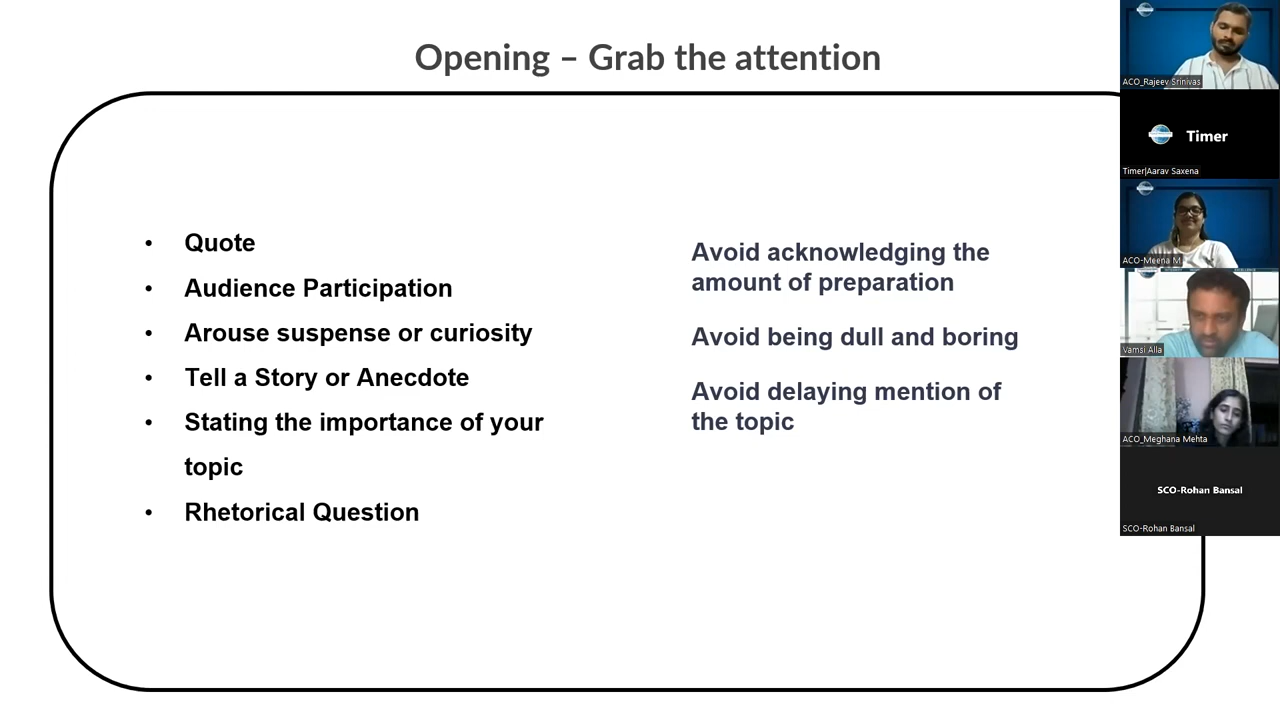 Opening – Grab the attention
• Quote
• Audience Participation
• Arouse suspense or curiosity
• Tell a Story or Anecdote
• Stating the importance of your
topic
• Rhetorical Question
Avoid acknowledging the
amount of preparation
Avoid being dull and boring
Avoid delaying mention of
the topic
ACO_Rajeev Srinivas
Timer
Timer|Aarav Saxena
ACO-Meena M
Vamsi Alla
ACO_Meghana Mehta
SCO-Rohan Bansal
SCO-Rohan Bansal